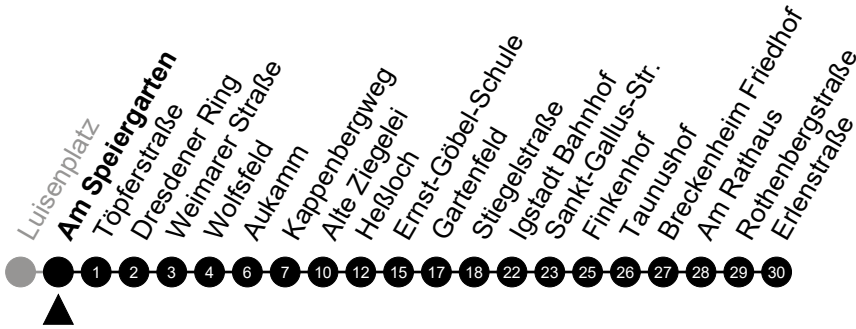 Luisenplatz
Am Speiergarten
Töpferstraße
Dresdener Ring
Weimarer Straße
Wolfsfeld
Aukamm
Kappenbergweg
Alte Ziegelei
Heßloch
Ernst-Göbel-Schule
Gartenfeld
Stiegelstraße
Igstadt Bahnhof
Sankt-Gallus-Str.
Finkenhof
Taunushof
Breckenheim Friedhof
Am Rathaus
Rothenbergstraße
Erlenstraße
1 2 3 4 6 7 10 12 15 17 18 22 23 25 26 27 28 29 30